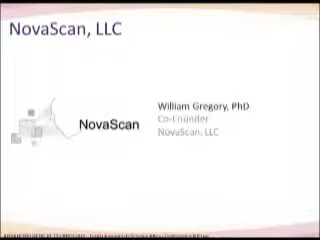 NovaScan, LLC
William Gregory, PhD
Co-Founder
NovaScan, LLC
NovaScan